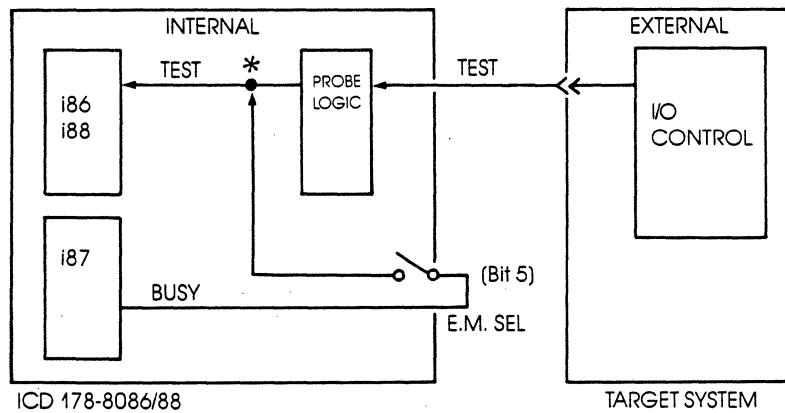 INTERNAL
EXTERNAL
TEST
*
PROBE
LOGIC
TEST
i86
i88
I/O
CONTROL
i87
(Bit 5)
BUSY
E.M. SEL
ICD 178-8086/88
TARGET SYSTEM